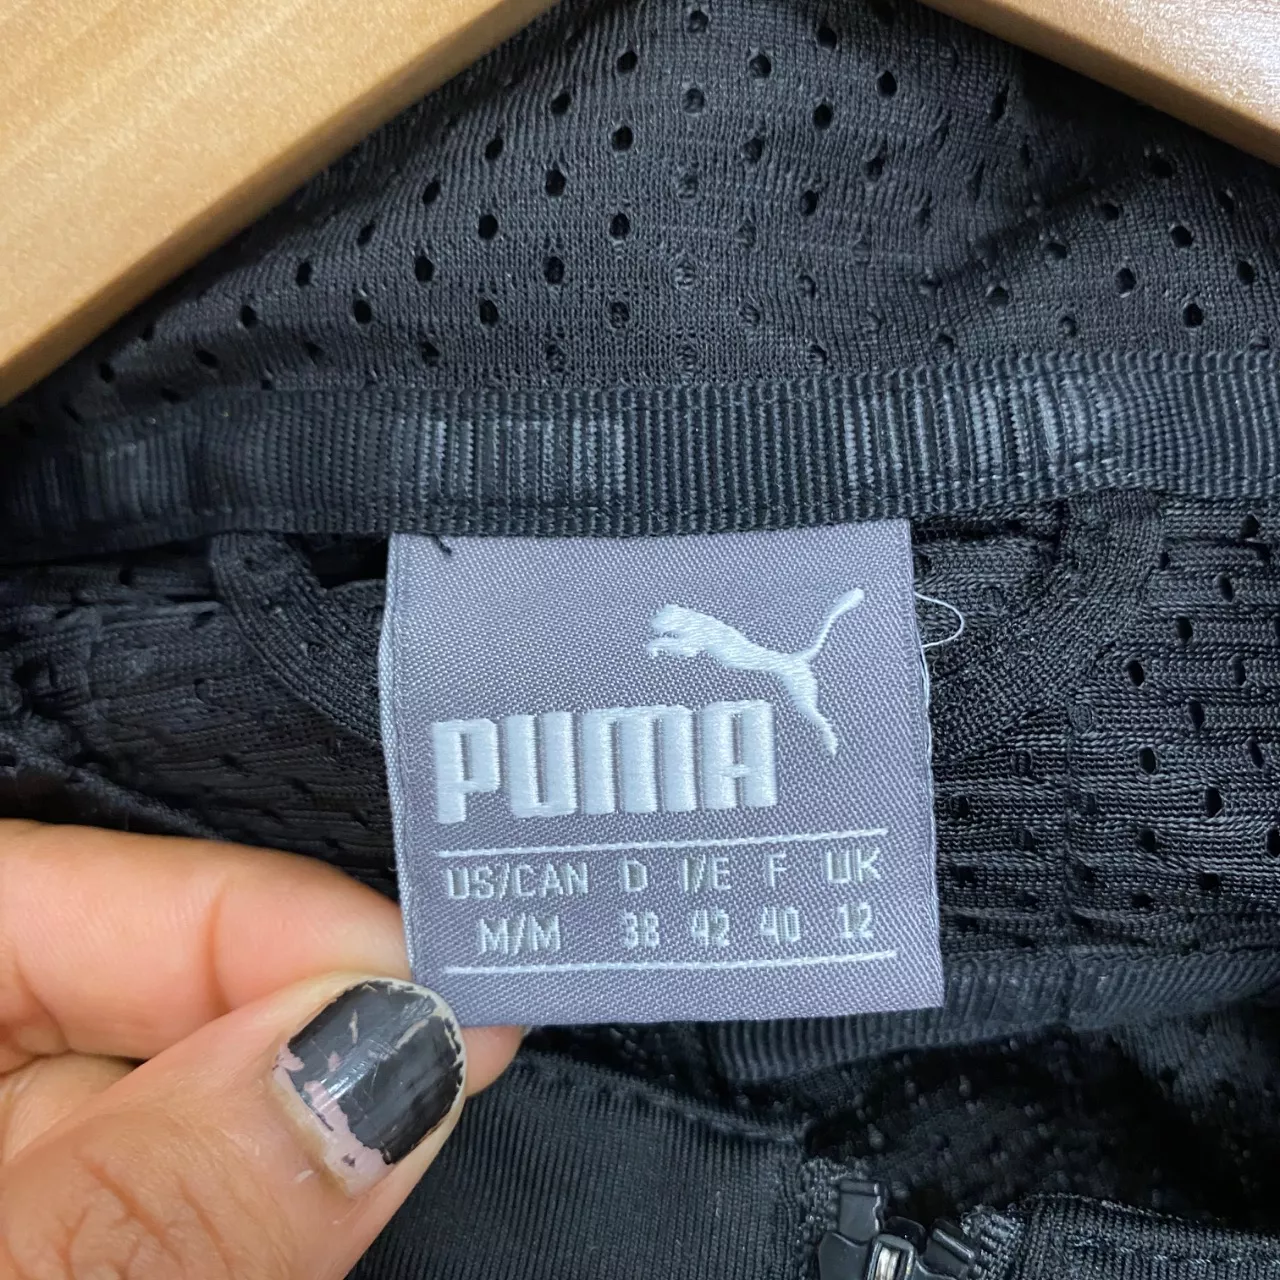 PUMA
US/CAN D I/E F UK
M/M 38 42 40 12